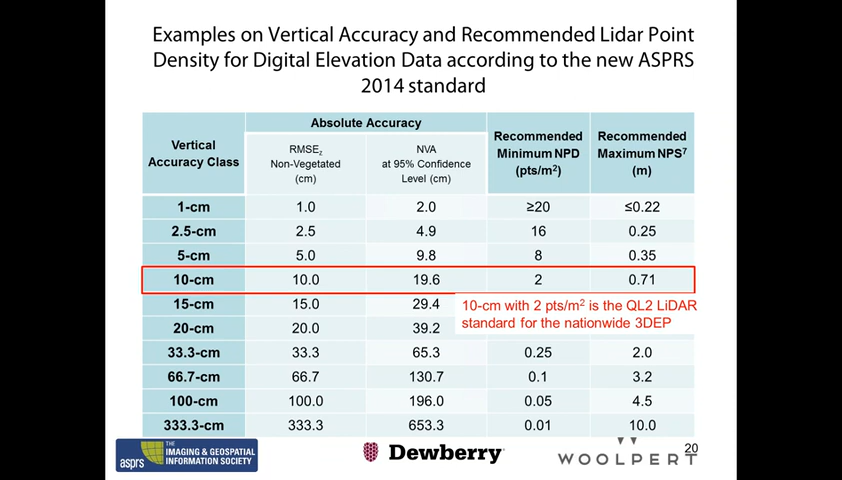 Examples on Vertical Accuracy and Recommended Lidar Point
Density for Digital Elevation Data according to the new ASPRS
2014 standard
Vertical
Accuracy Class
Absolute Accuracy
RMSEz
Non-Vegetated
(cm)
NVA
at 95% Confidence
Level (cm)
Recommended
Minimum NPD
(pts/m²)
Recommended
Maximum NPS⁷
(m)
1-cm 1.0 2.0 ≥20 ≤0.22
2.5-cm 2.5 4.9 16 0.25
5-cm 5.0 9.8 8 0.35
10-cm 10.0 19.6 2 0.71
15-cm 15.0 29.4
10-cm with 2 pts/m² is the QL2 LiDAR
standard for the nationwide 3DEP
20-cm 20.0 39.2
33.3-cm 33.3 65.3 0.25 2.0
66.7-cm 66.7 130.7 0.1 3.2
100-cm 100.0 196.0 0.05 4.5
333.3-cm 333.3 653.3 0.01 10.0
asprs THE
IMAGING & GEOSPATIAL
INFORMATION SOCIETY
Dewberry
WOOLPERT
20